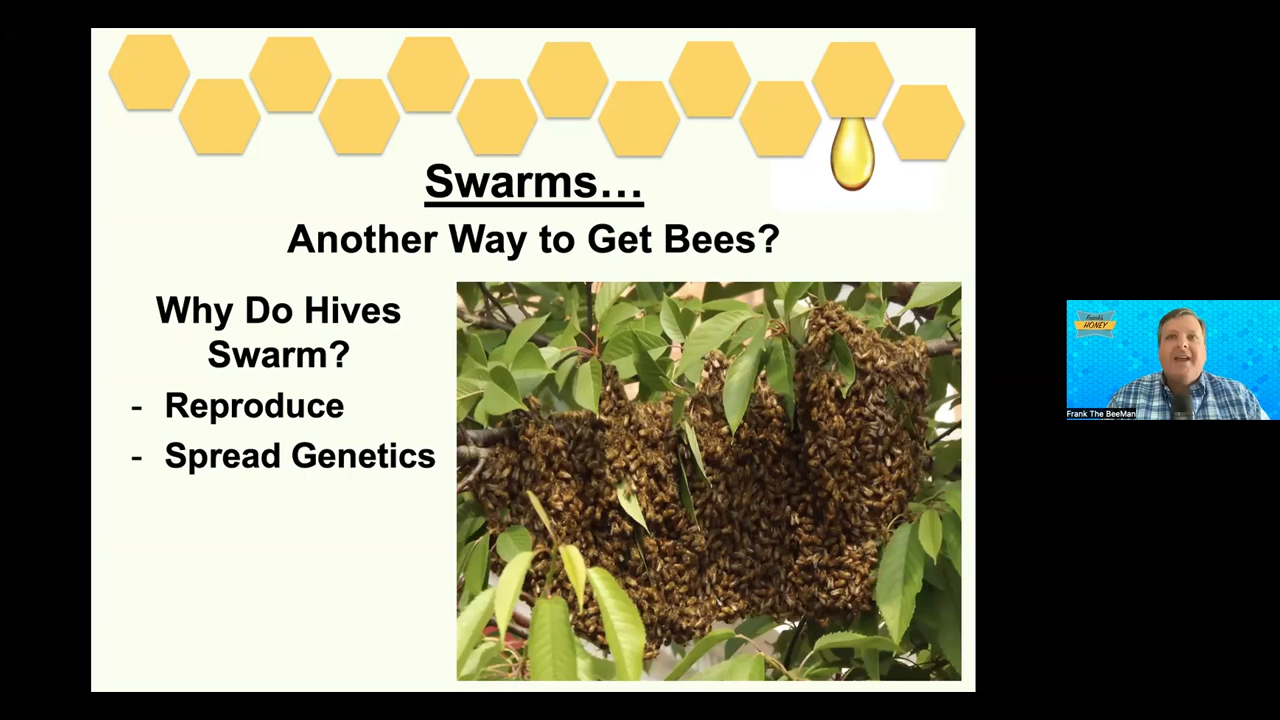 Swarms…
Another Way to Get Bees?
Why Do Hives
Swarm?
- Reproduce
- Spread Genetics
HONEY
Frank The BeeMan